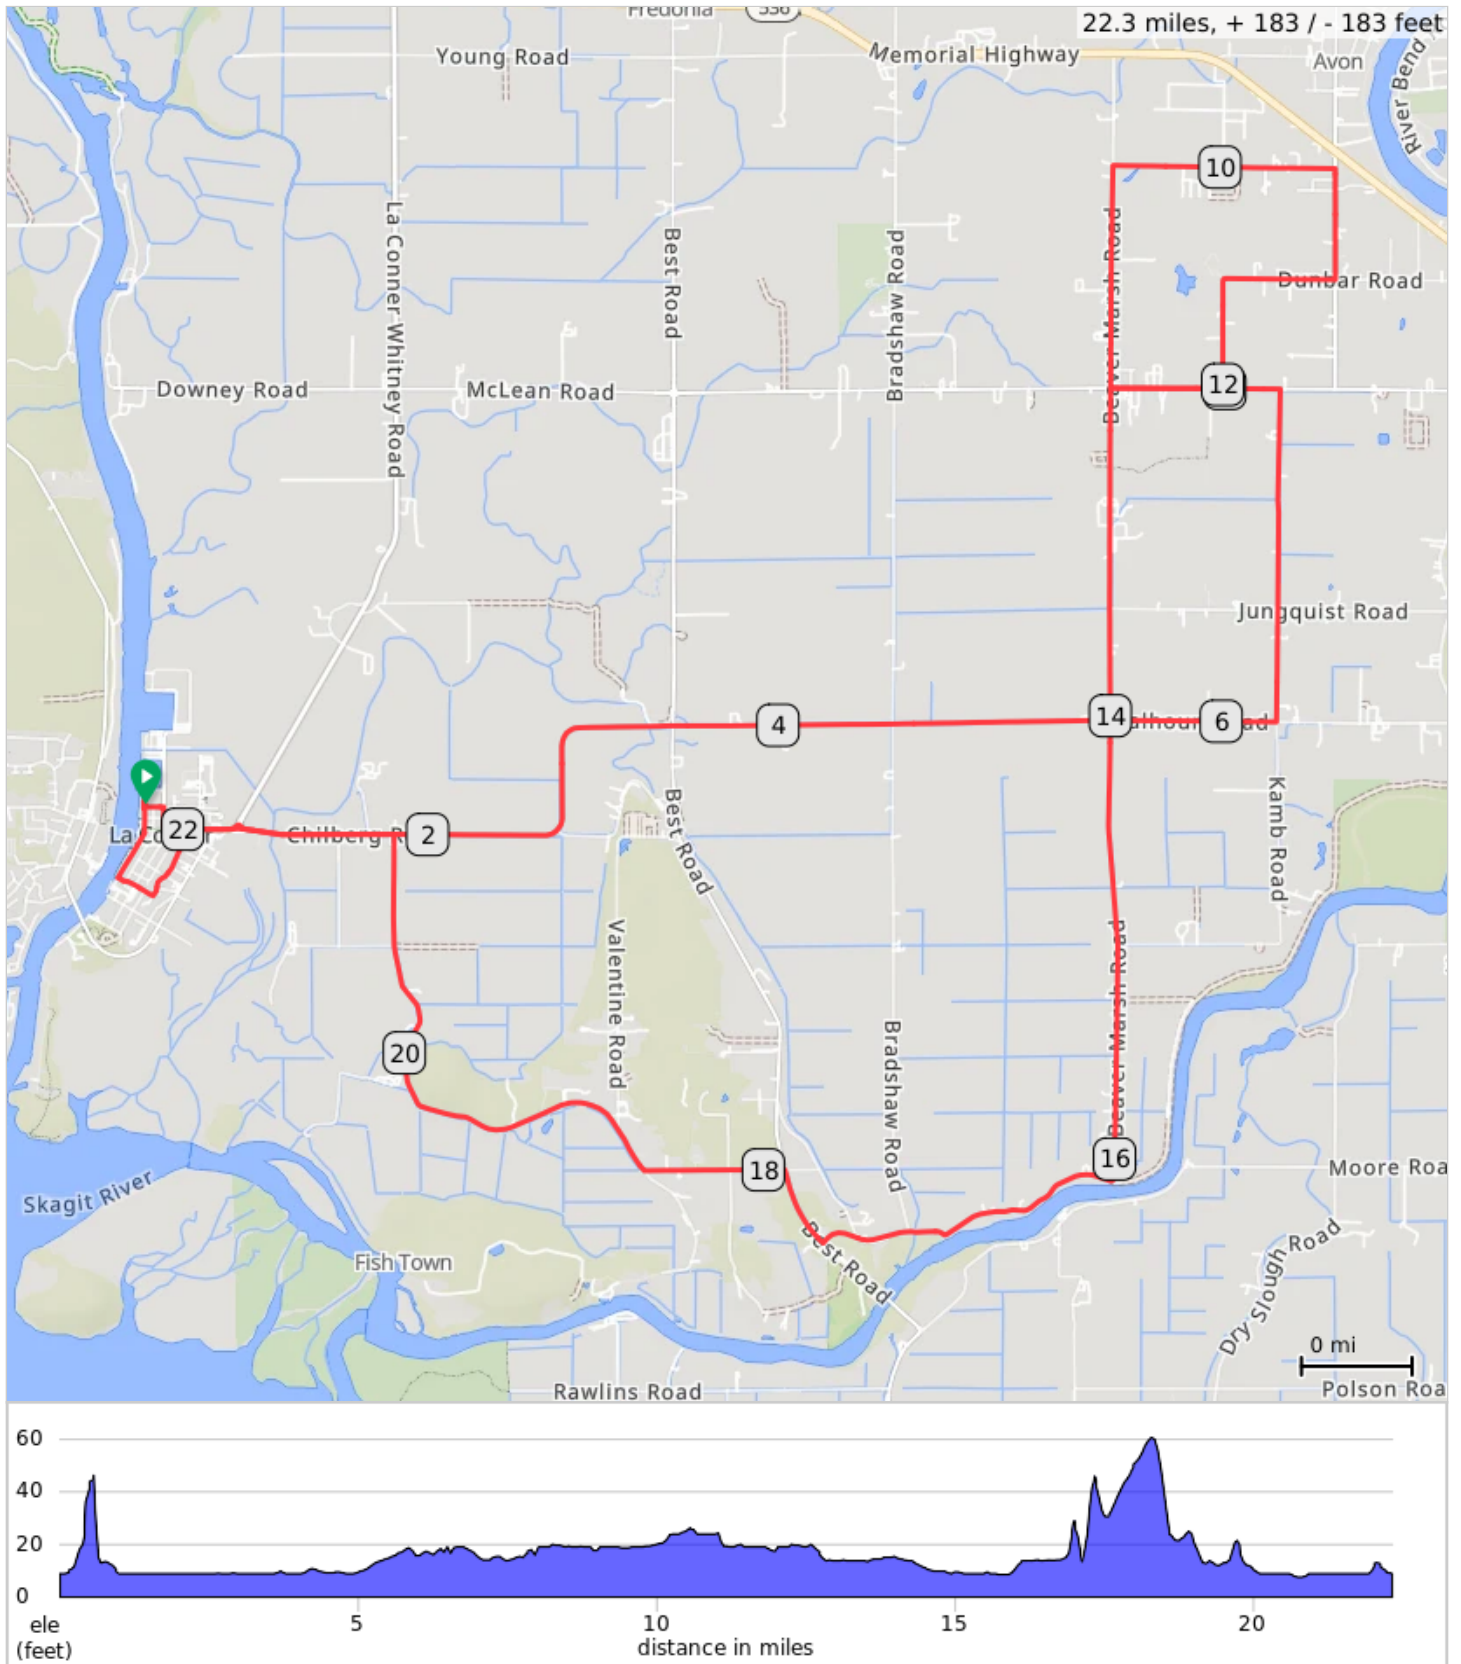 Fredonia
536
22.3 miles, + 183 / - 183 feet
Young Road
Memorial Highway
Avon
River Bend
10
La Conner Whitney Road
Best Road
Bradshaw Road
Beaver Marsh Road
Dunbar Road
Downey Road
McLean Road
12
Jungquist Road
4
14
6
22
Chilberg
2
Best Road
Kamb Road
Valentine Road
Beaver Marsh Road
20
Bradshaw Road
18
16
Moore Roa
Skagit River
Fish Town
Best Road
Dry Slough Road
0 mi
Rawlins Road
Polson Roa
60
40
20
0
ele
(feet)
5
10
15
20
distance in miles